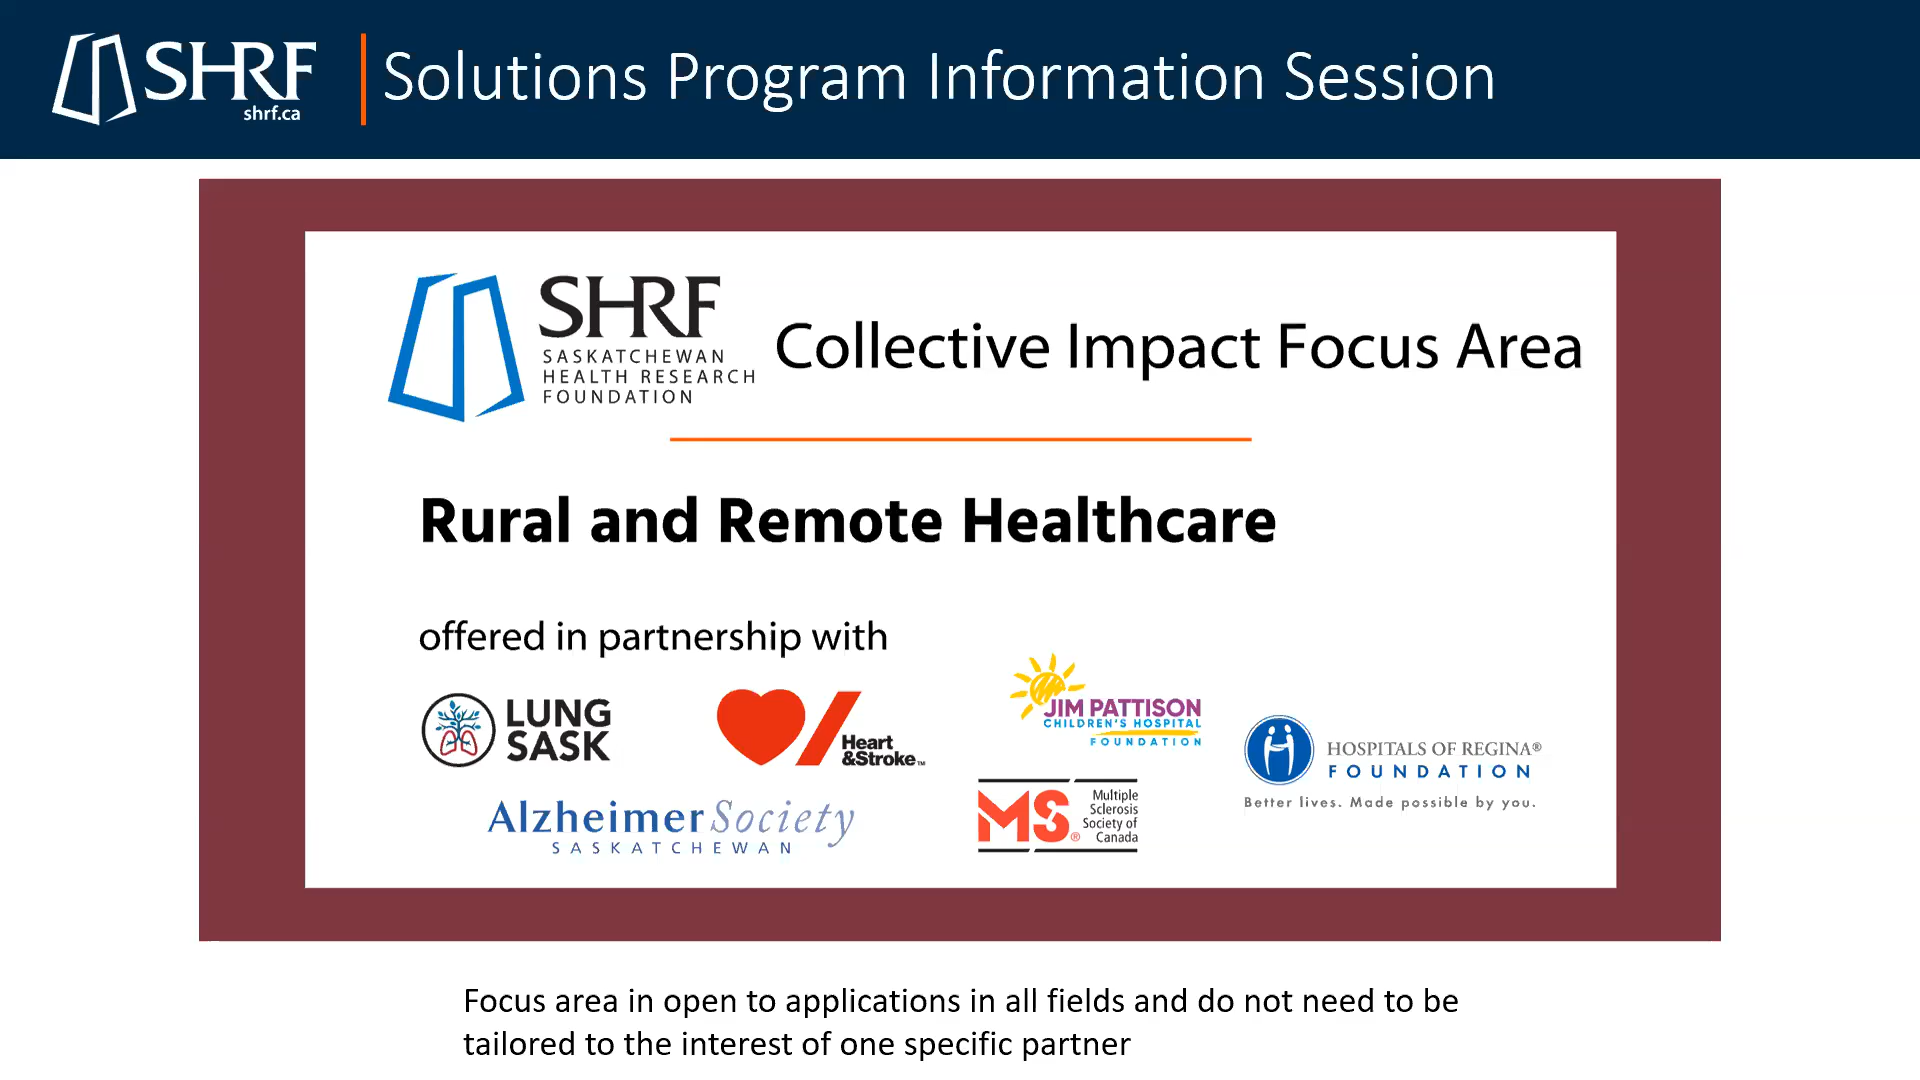 SHRF
shrf.ca
Solutions Program Information Session
SHRF
SASKATCHEWAN
HEALTH RESEARCH
FOUNDATION
Collective Impact Focus Area
Rural and Remote Healthcare
offered in partnership with
LUNG
SASK
Heart
&Stroke™
JIM PATTISON
CHILDREN'S HOSPITAL
FOUNDATION
HOSPITALS OF REGINA®
FOUNDATION
Better lives. Made possible by you.
Alzheimer Society
SASKATCHEWAN
MS®
Multiple
Sclerosis
Society of
Canada
Focus area in open to applications in all fields and do not need to be
tailored to the interest of one specific partner